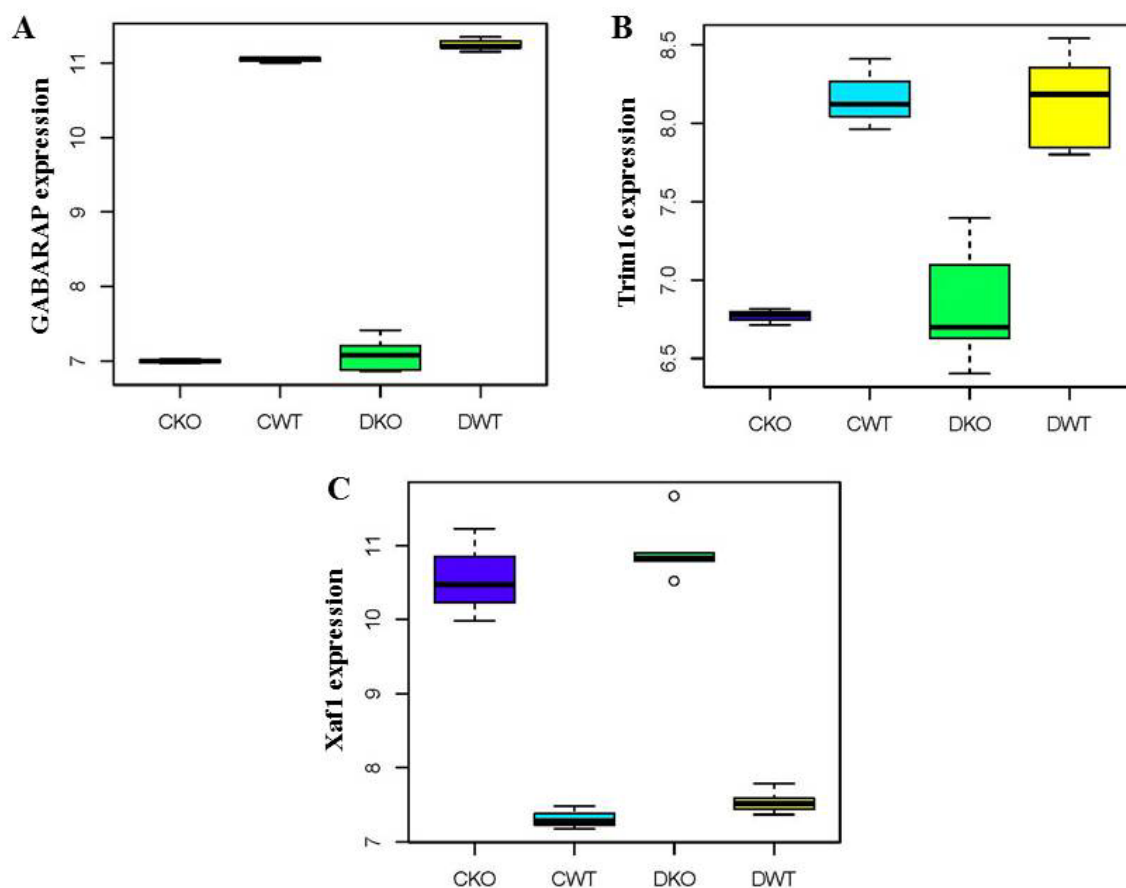 A
GABARAP expression
11
10
9
8
7
CKO CWT DKO DWT
B
Trim16 expression
8.5
8.0
7.5
7.0
6.5
CKO CWT DKO DWT
C
Xaf1 expression
11
10
9
8
7
CKO CWT DKO DWT